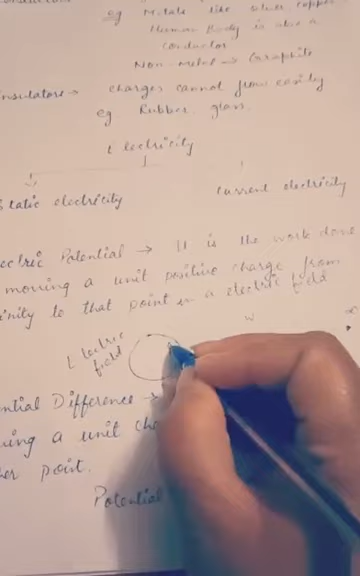 eg Metals like silver copper
Human Body is also a
conductor
Non-metal → Graphite
insulators → charges cannot flow easily
eg Rubber, glass.
Electricity
static electricity
current electricity
Electric Potential → It is the work done
moving a unit positive charge from
infinity to that point in a electric field
W
∞
Electric
field
Potential Difference →
a unit
point.
Potential